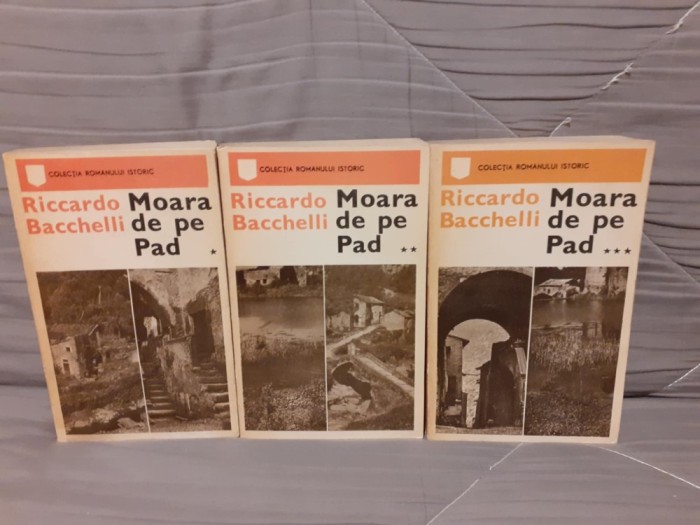 COLECȚIA ROMANULUI ISTORIC
Riccardo Moara
Bacchelli de pe
Pad *
COLECȚIA ROMANULUI ISTORIC
Riccardo Moara
Bacchelli de pe
Pad **
COLECȚIA ROMANULUI ISTORIC
Riccardo Moara
Bacchelli de pe
Pad ***